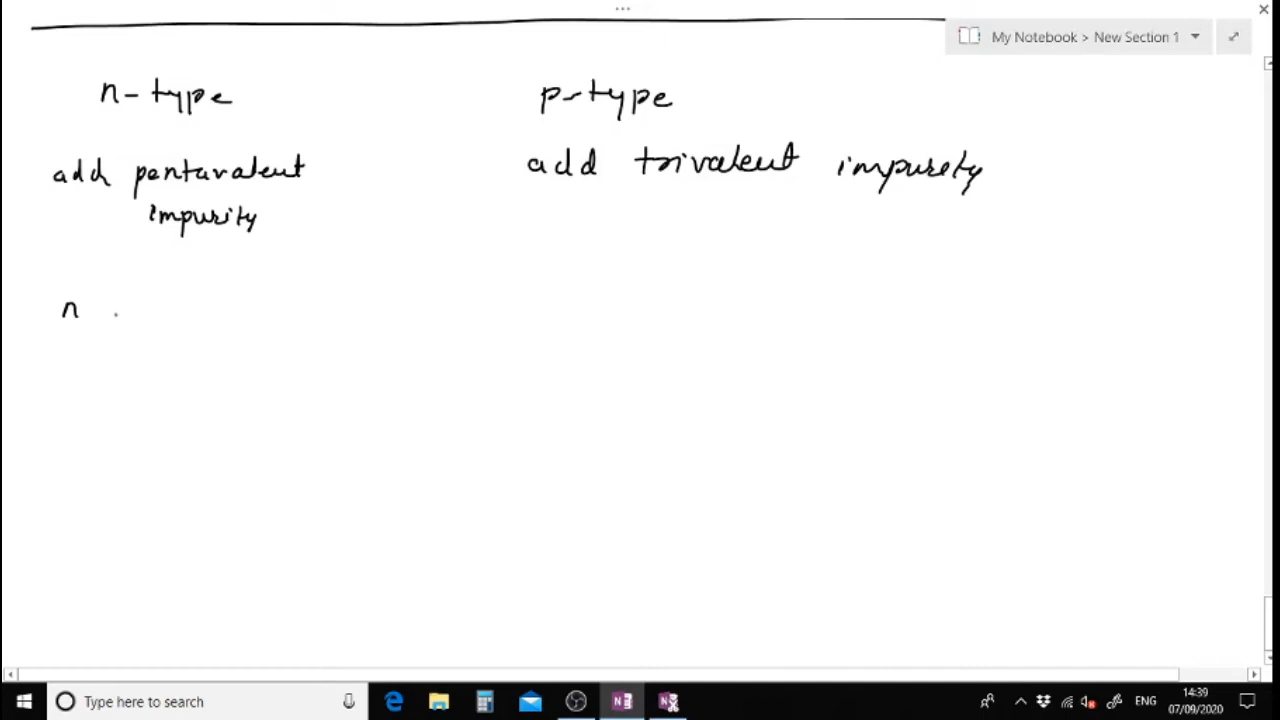 My Notebook > New Section 1
n-type
p-type
add pentavalent
impurity
add trivalent impurity
n
Type here to search
ENG
14:39
07/09/2020